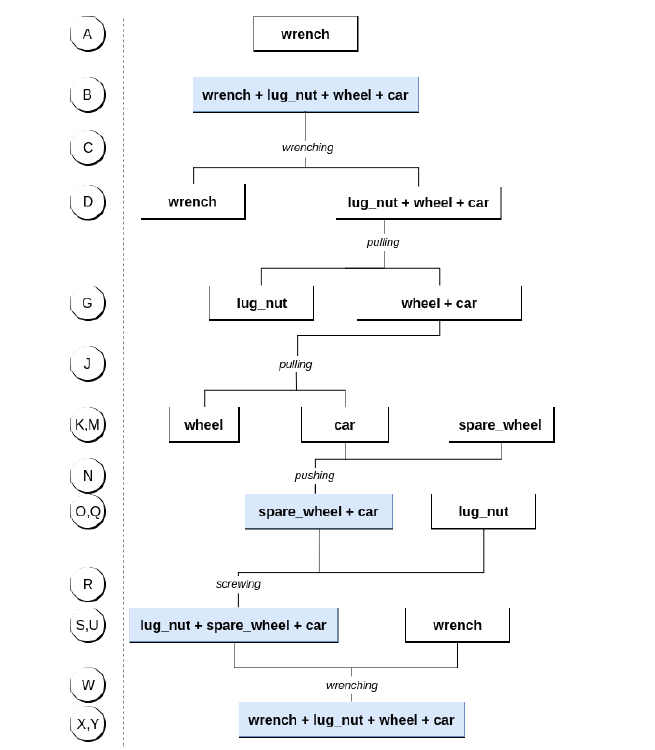 A wrench
B wrench + lug_nut + wheel + car
C wrenching
D wrench lug_nut + wheel + car
pulling
G lug_nut wheel + car
J pulling
K,M wheel car spare_wheel
N pushing
O,Q spare_wheel + car lug_nut
R screwing
S,U lug_nut + spare_wheel + car wrench
W wrenching
X,Y wrench + lug_nut + wheel + car